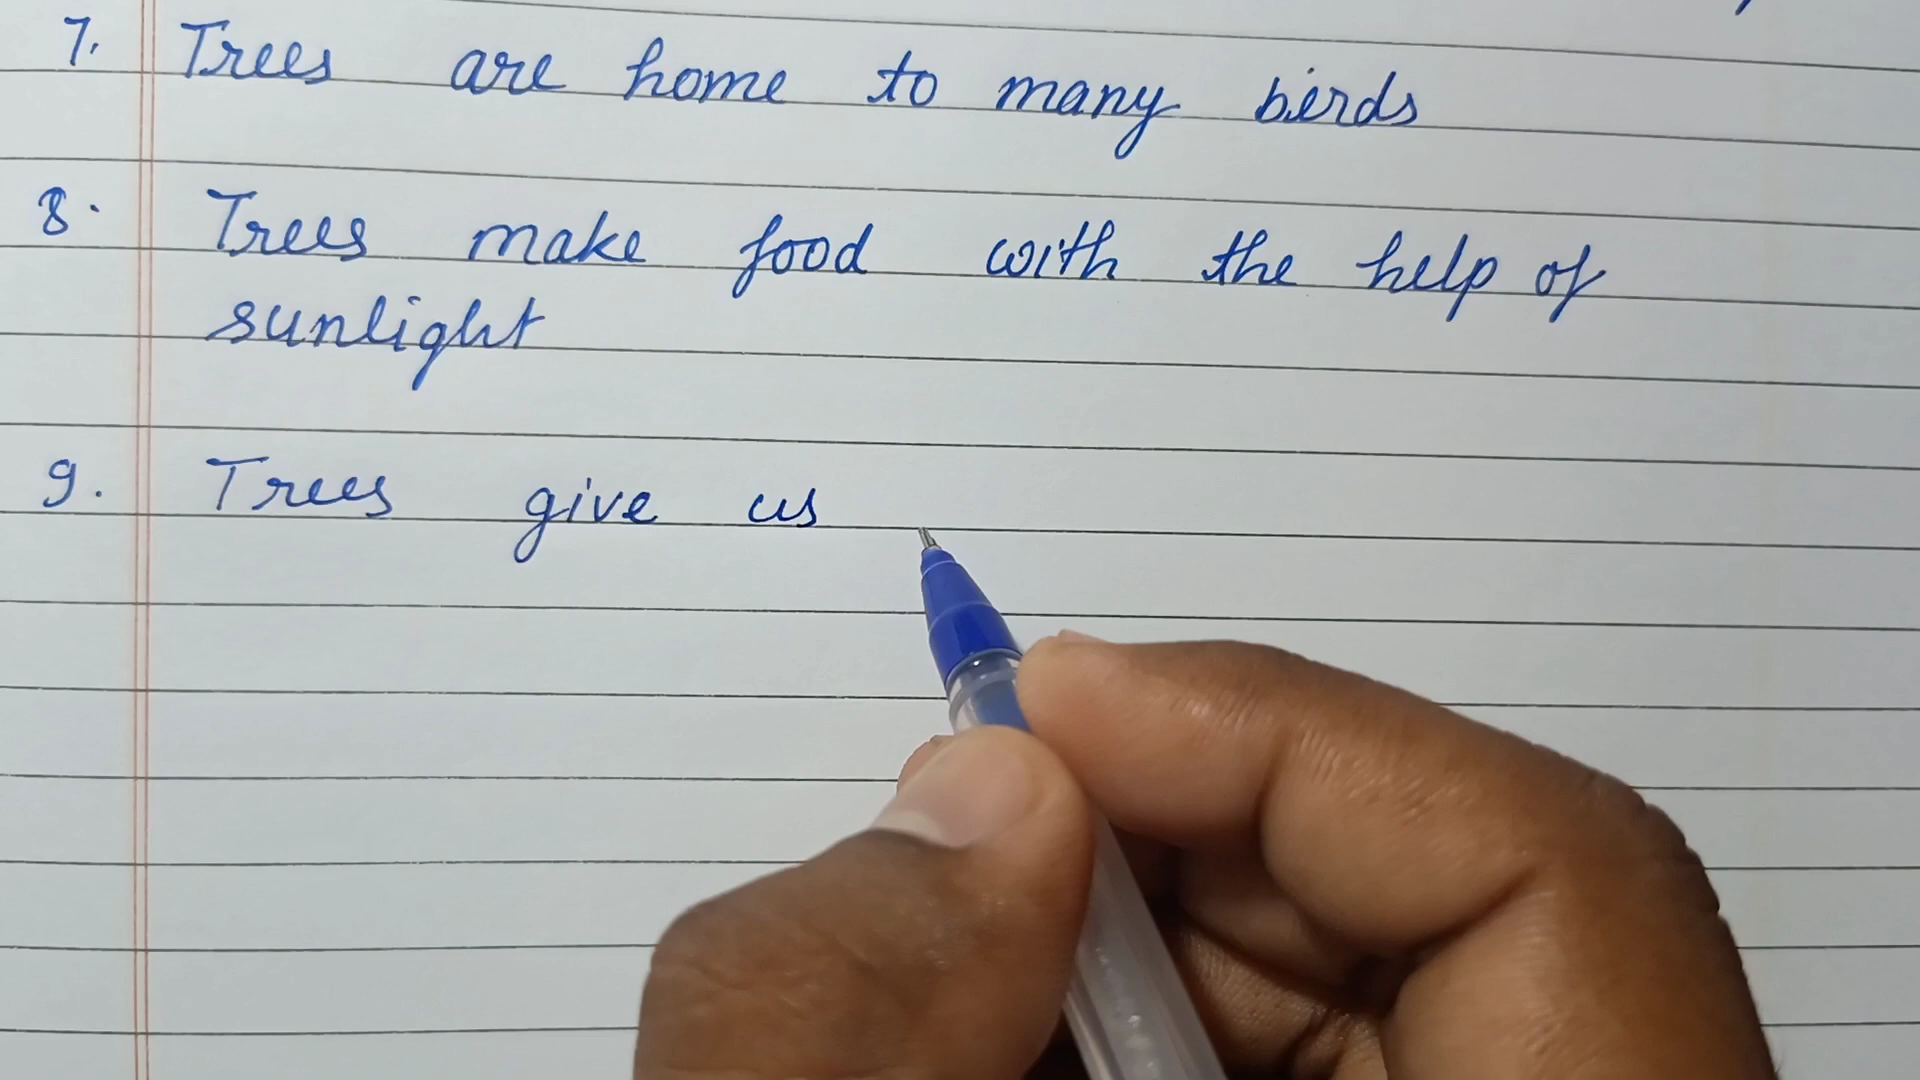 7. Trees are home to many birds
8. Trees make food with the help of
sunlight
9. Trees give us